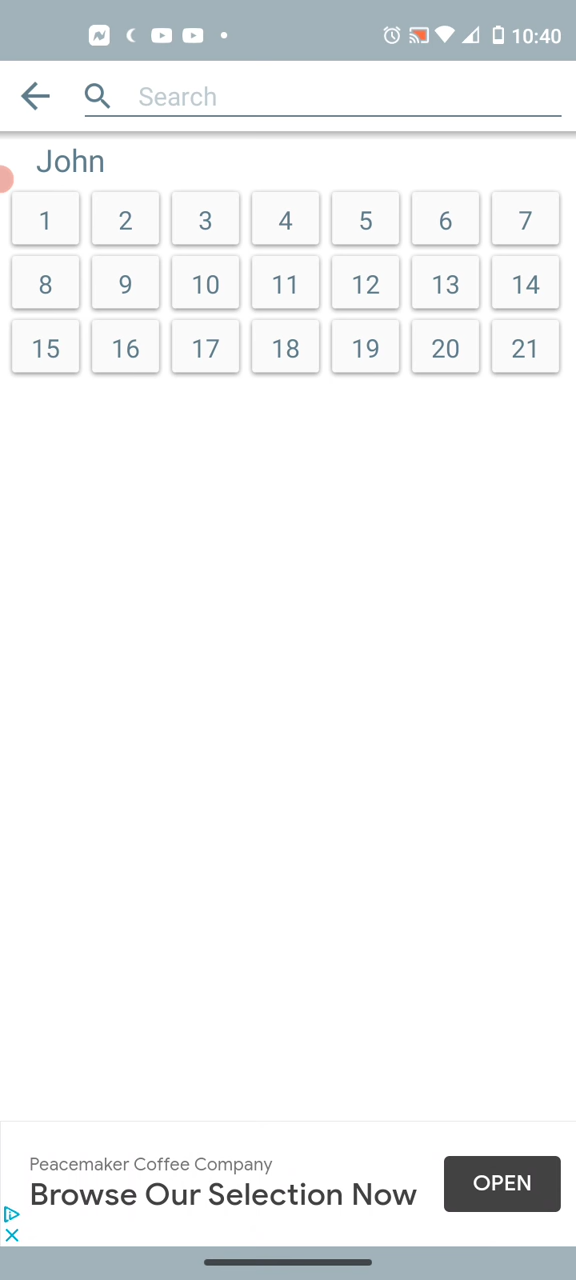 10:40
Search
John
1 2 3 4 5 6 7
8 9 10 11 12 13 14
15 16 17 18 19 20 21
Peacemaker Coffee Company
Browse Our Selection Now
OPEN